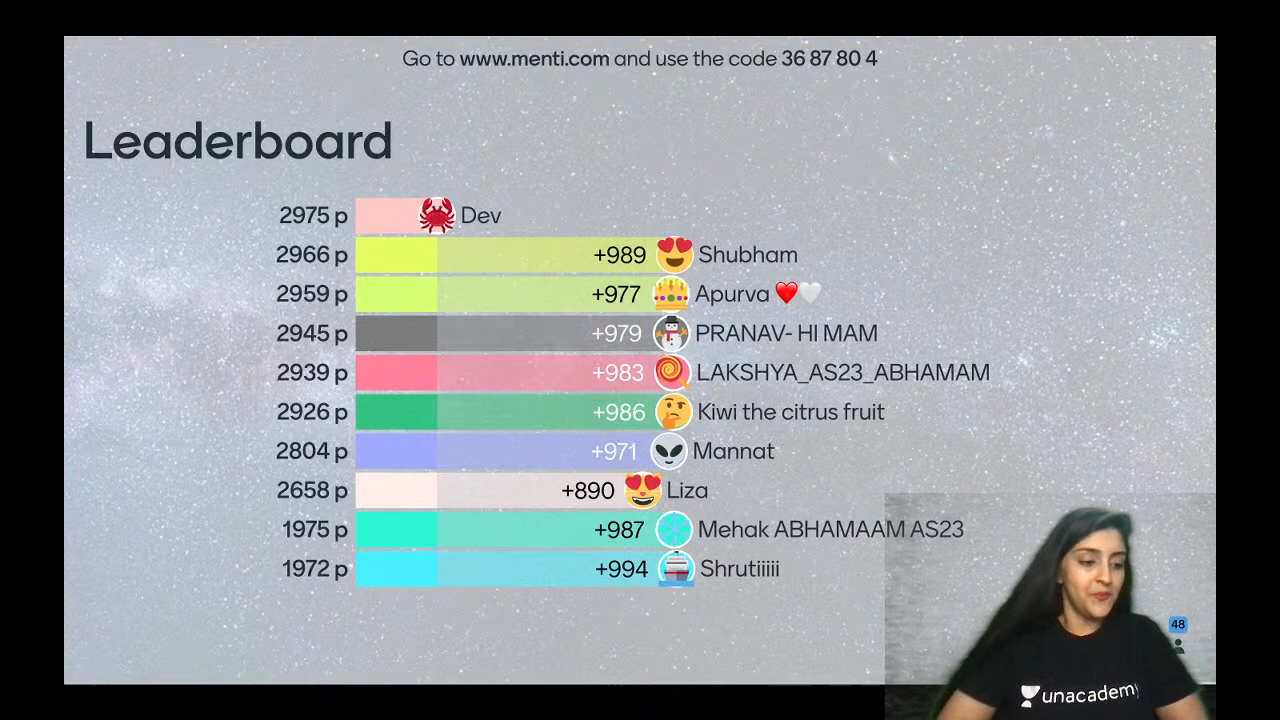 Go to www.menti.com and use the code 36 87 80 4
Leaderboard
2975 p Dev
2966 p +989 Shubham
2959 p +977 Apurva ❤️🤍
2945 p +979 PRANAV- HI MAM
2939 p +983 LAKSHYA_AS23_ABHAMAM
2926 p +986 Kiwi the citrus fruit
2804 p +971 Mannat
2658 p +890 Liza
1975 p +987 Mehak ABHAMAAM AS23
1972 p +994 Shrutiiiii
48
unacademy